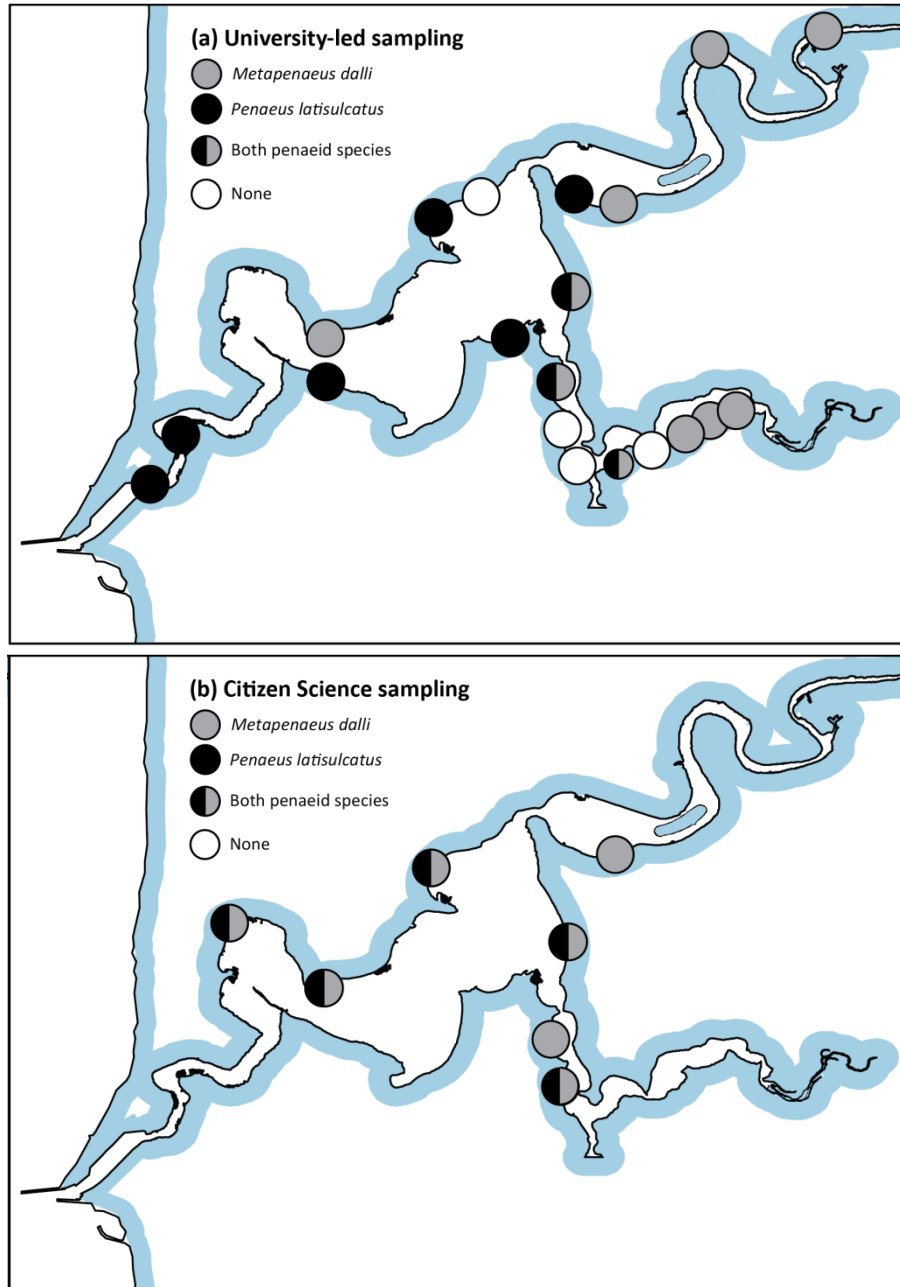 (a) University-led sampling
Metapenaeus dalli
Penaeus latisulcatus
Both penaeid species
None
(b) Citizen Science sampling
Metapenaeus dalli
Penaeus latisulcatus
Both penaeid species
None